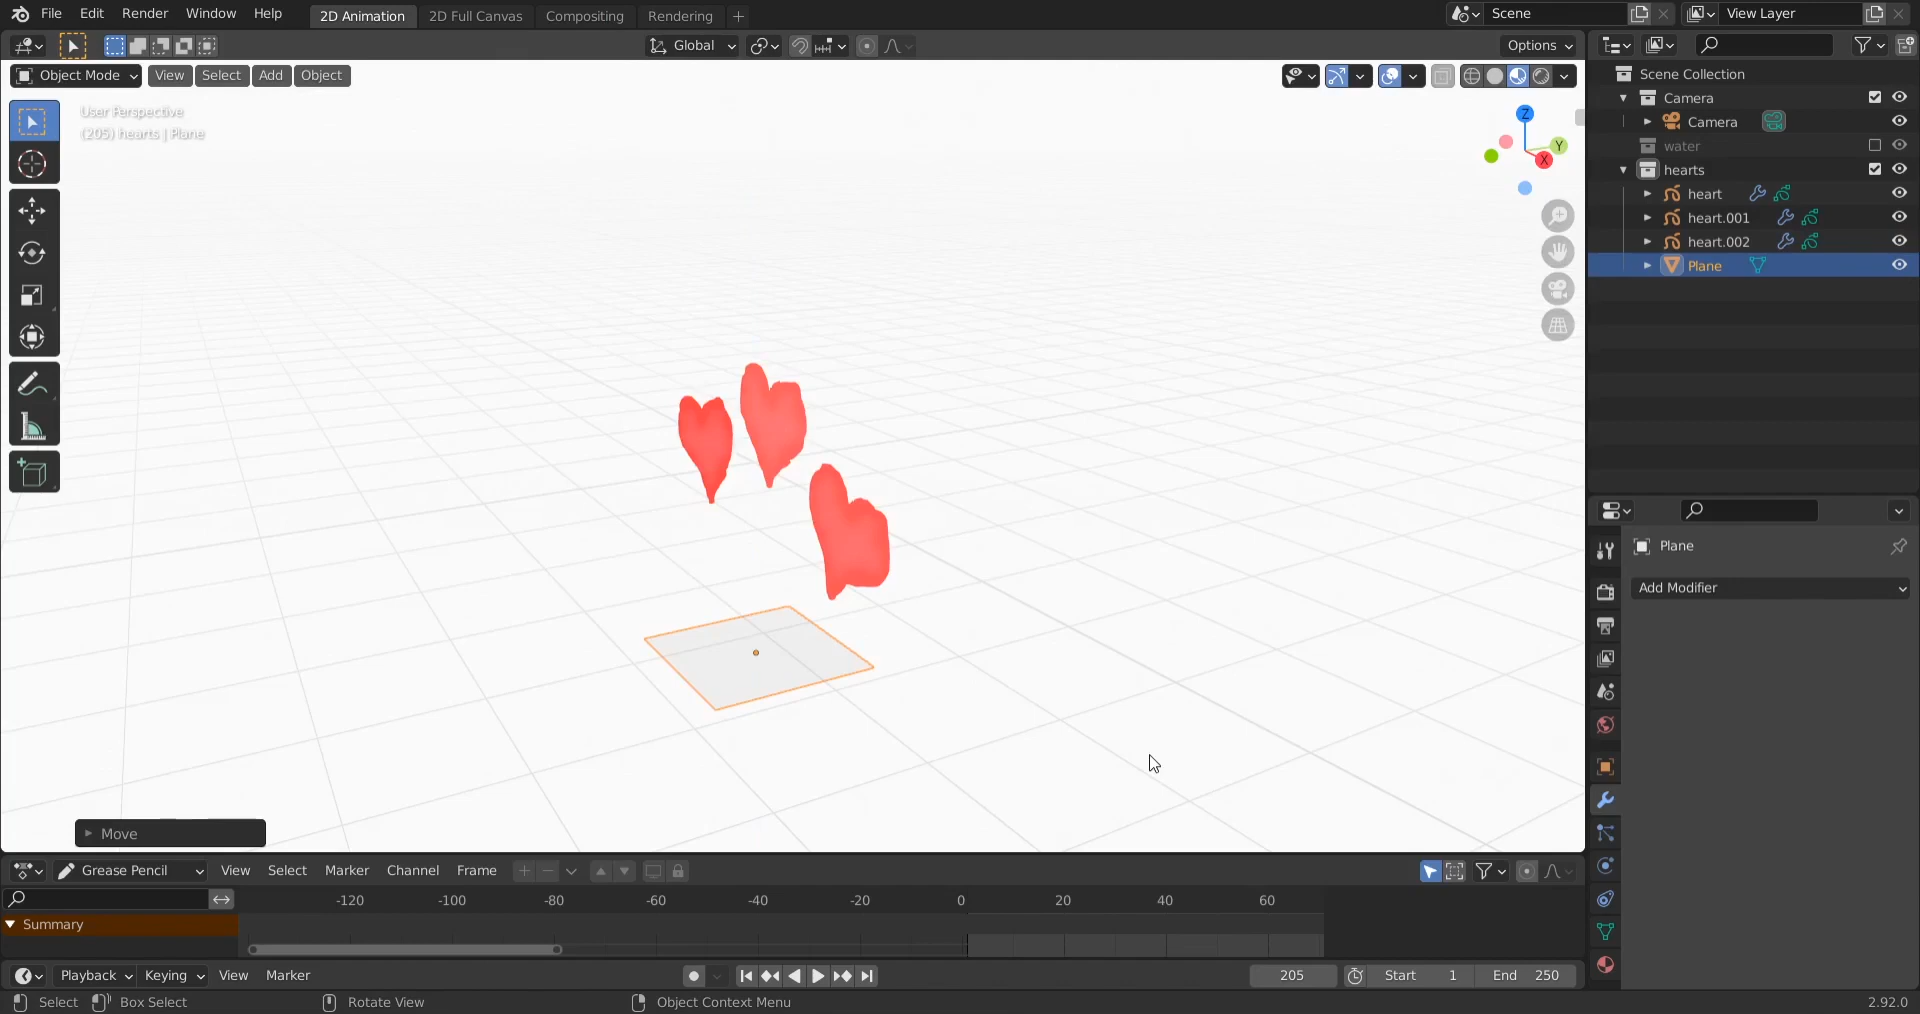 File Edit Render Window Help 2D Animation 2D Full Canvas Compositing Rendering + Scene View Layer
Global Options
Object Mode View Select Add Object
User Perspective
(205) hearts | Plane
Z
Y
X
Scene Collection
Camera
Camera
water
hearts
heart
heart.001
heart.002
Plane
Plane
Add Modifier
Move
Grease Pencil View Select Marker Channel Frame
-120 -100 -80 -60 -40 -20 0 20 40 60
Summary
Playback Keying View Marker 205 Start 1 End 250
Select Box Select Rotate View Object Context Menu 2.92.0